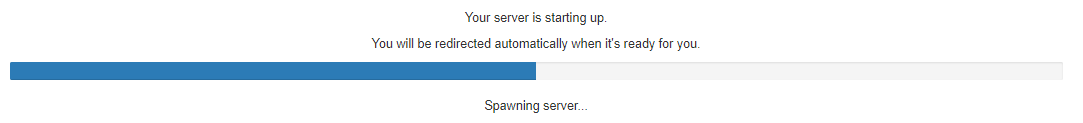 Your server is starting up.
You will be redirected automatically when it's ready for you.
Spawning server...